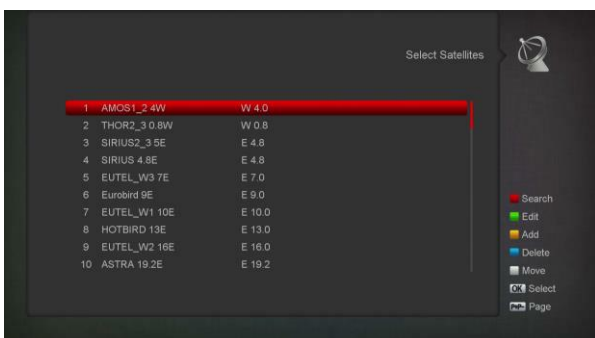 Select Satellites
1 AMOS1_2 4W W 4.0
2 THOR2_3 0.8W W 0.8
3 SIRIUS2_3 5E E 4.8
4 SIRIUS 4.8E E 4.8
5 EUTEL_W3 7E E 7.0
6 Eurobird 9E E 9.0
7 EUTEL_W1 10E E 10.0
8 HOTBIRD 13E E 13.0
9 EUTEL_W2 16E E 16.0
10 ASTRA 19.2E E 19.2
Search
Edit
Add
Delete
Move
OK Select
Page